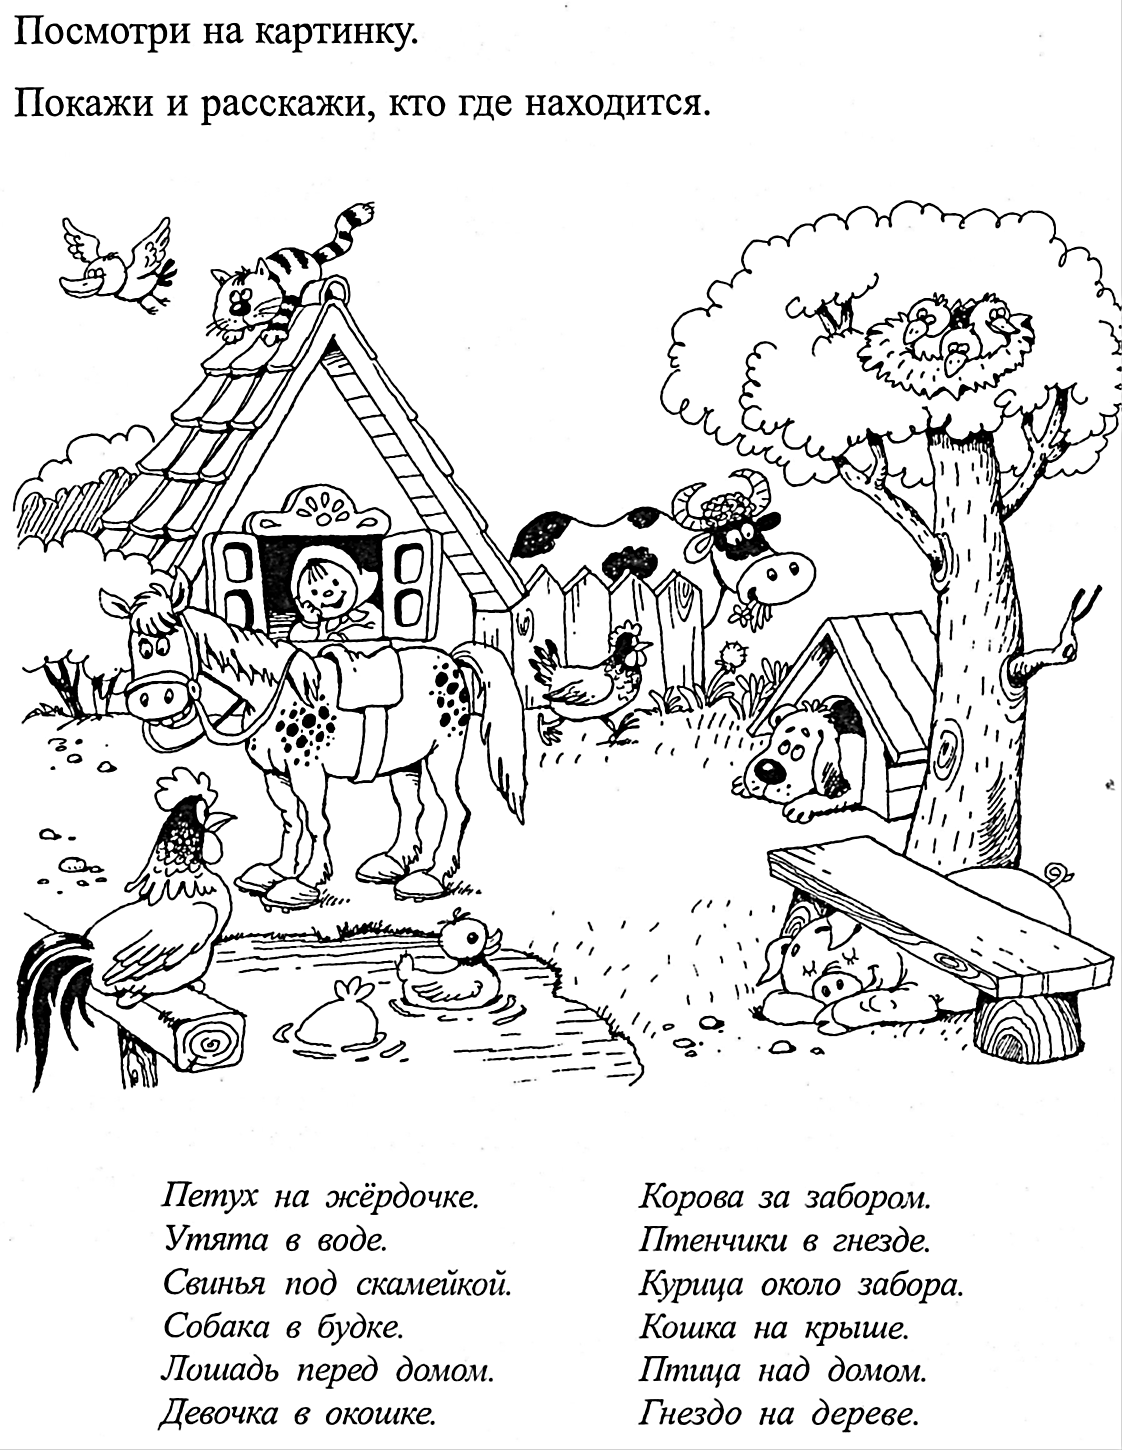 Посмотри на картинку.
Покажи и расскажи, кто где находится.
Петух на жёрдочке.
Утята в воде.
Свинья под скамейкой.
Собака в будке.
Лошадь перед домом.
Девочка в окошке.
Корова за забором.
Птенчики в гнезде.
Курица около забора.
Кошка на крыше.
Птица над домом.
Гнездо на дереве.